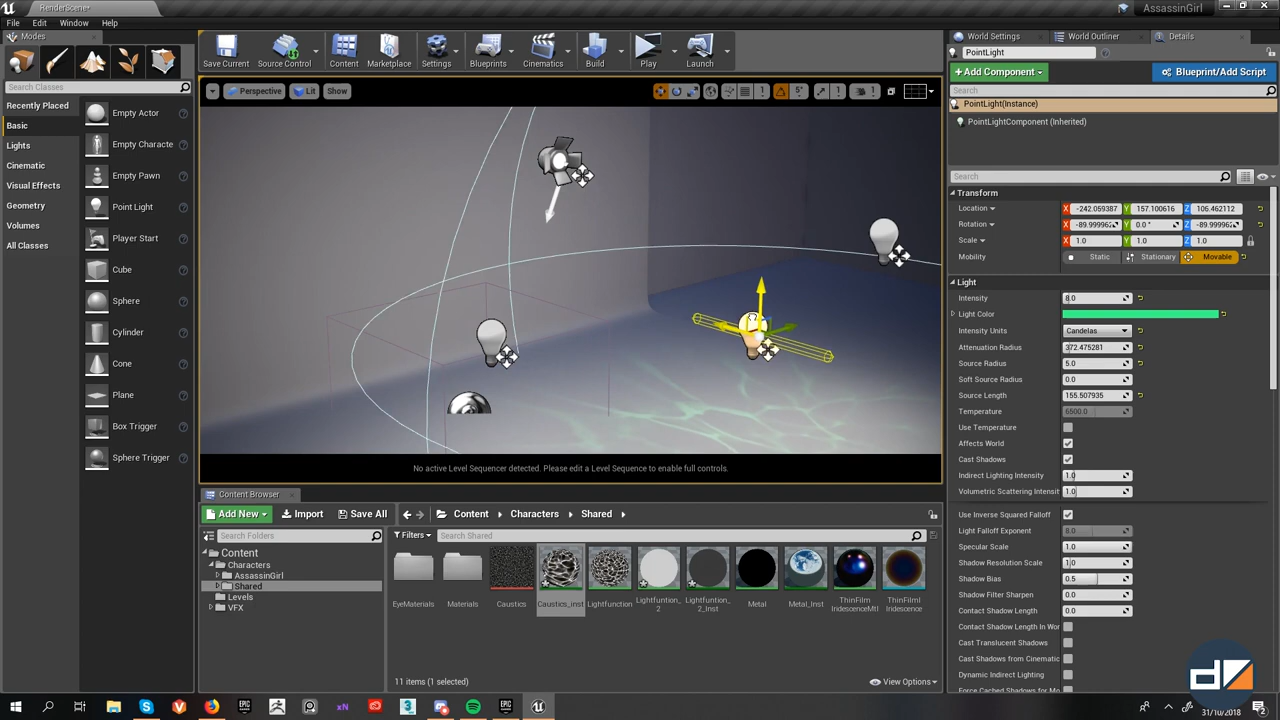 RenderScene*
AssassinGirl
File Edit Window Help
Modes
World Settings World Outliner Details
PointLight
Save Current Source Control Content Marketplace Settings Blueprints Cinematics Build Play Launch
+Add Component Blueprint/Add Script
Search Classes
Search
Recently Placed
Basic
Lights
Cinematic
Visual Effects
Geometry
Volumes
All Classes
Empty Actor
Empty Characte
Empty Pawn
Point Light
Player Start
Cube
Sphere
Cylinder
Cone
Plane
Box Trigger
Sphere Trigger
Perspective Lit Show
1 5° 1 1
No active Level Sequencer detected. Please edit a Level Sequence to enable full controls.
PointLight(Instance)
PointLightComponent (Inherited)
Search
Transform
Location X -242.059387 Y 157.100616 Z 106.462112
Rotation X -89.99996 Y 0.0° Z -89.99996
Scale X 1.0 Y 1.0 Z 1.0
Mobility Static Stationary Movable
Light
Intensity 8.0
Light Color
Intensity Units Candelas
Attenuation Radius 372.475281
Source Radius 5.0
Soft Source Radius 0.0
Source Length 155.507935
Temperature 6500.0
Use Temperature
Affects World
Cast Shadows
Indirect Lighting Intensity 1.0
Volumetric Scattering Intensit 1.0
Use Inverse Squared Falloff
Light Falloff Exponent 8.0
Specular Scale 1.0
Shadow Resolution Scale 1.0
Shadow Bias 0.5
Shadow Filter Sharpen 0.0
Contact Shadow Length 0.0
Contact Shadow Length In Wor
Cast Translucent Shadows
Cast Shadows from Cinematic
Dynamic Indirect Lighting
Force Cached Shadows for Mo
Content Browser
Add New Import Save All Content Characters Shared
Search Folders
Filters Search Shared
Content
Characters
AssassinGirl
Shared
Levels
VFX
EyeMaterials
Materials
Caustics
Caustics_inst
Lightfunction
Lightfuntion_
2
Lightfuntion_
2_Inst
Metal
Metal_Inst
ThinFilm
IridescenceMtl
ThinFilmI
Iridescence
11 items (1 selected)
View Options
31/10/2018